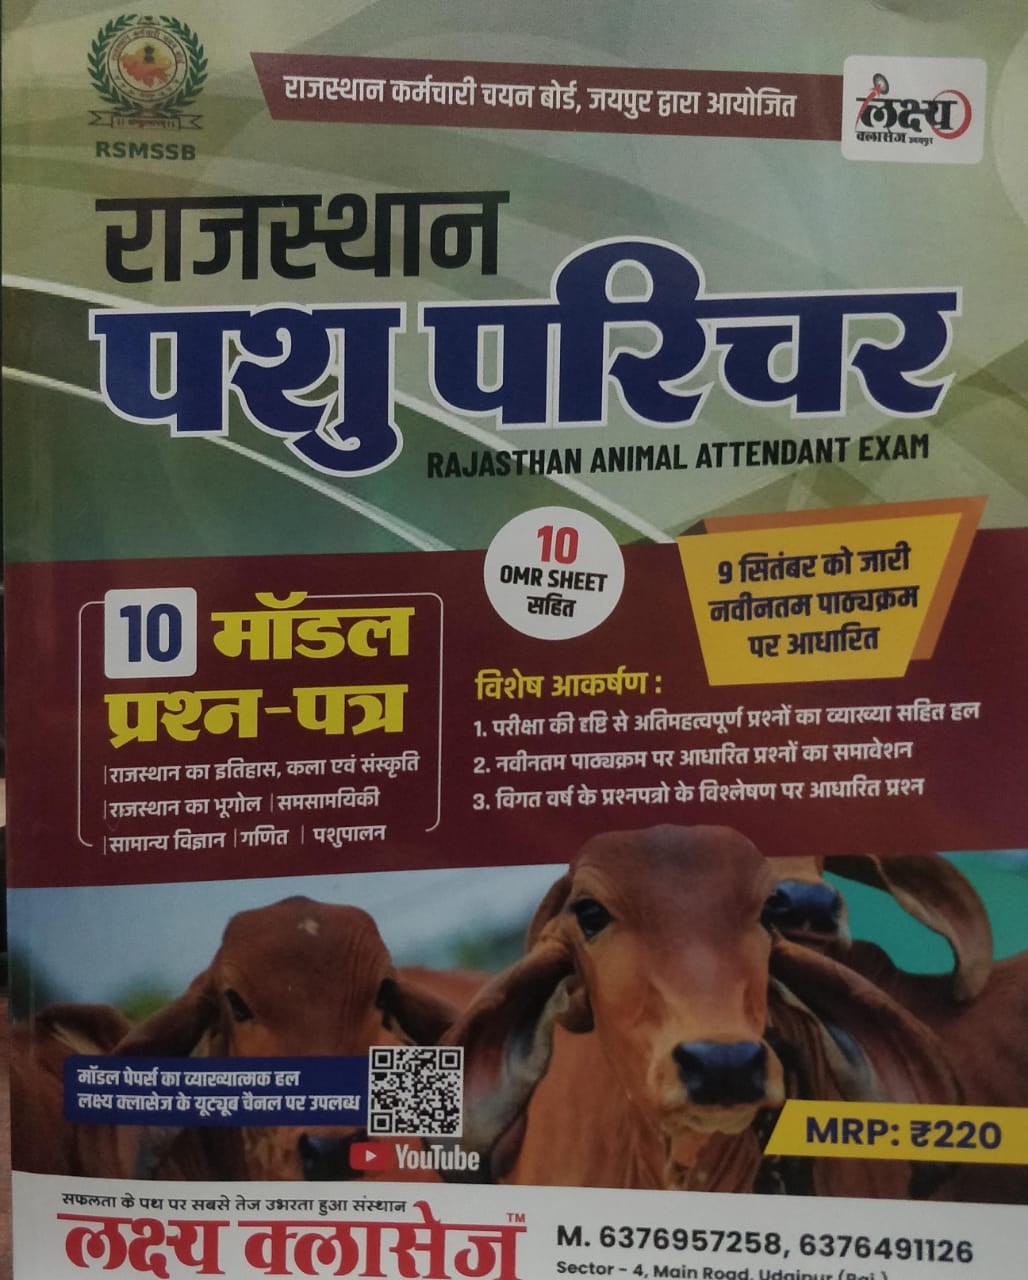 RSMSSB
राजस्थान कर्मचारी चयन बोर्ड, जयपुर द्वारा आयोजित
लक्ष्य
क्लासेज उदयपुर
राजस्थान
पशु परिचर
RAJASTHAN ANIMAL ATTENDANT EXAM
10
OMR SHEET
सहित
9 सितंबर को जारी
नवीनतम पाठ्यक्रम
पर आधारित
10 मॉडल
प्रश्न-पत्र
|राजस्थान का इतिहास, कला एवं संस्कृति
|राजस्थान का भूगोल |समसामयिकी
|सामान्य विज्ञान |गणित | पशुपालन
विशेष आकर्षण :
1. परीक्षा की दृष्टि से अतिमहत्वपूर्ण प्रश्नों का व्याख्या सहित हल
2. नवीनतम पाठ्यक्रम पर आधारित प्रश्नों का समावेशन
3. विगत वर्ष के प्रश्नपत्रो के विश्लेषण पर आधारित प्रश्न
मॉडल पेपर्स का व्याख्यात्मक हल
लक्ष्य क्लासेज के यूट्यूब चैनल पर उपलब्ध
YouTube
MRP: ₹220
सफलता के पथ पर सबसे तेज उभरता हुआ संस्थान
लक्ष्य क्लासेज TM
M. 6376957258, 6376491126
Sector - 4, Main Road, Udaipur (Raj.)